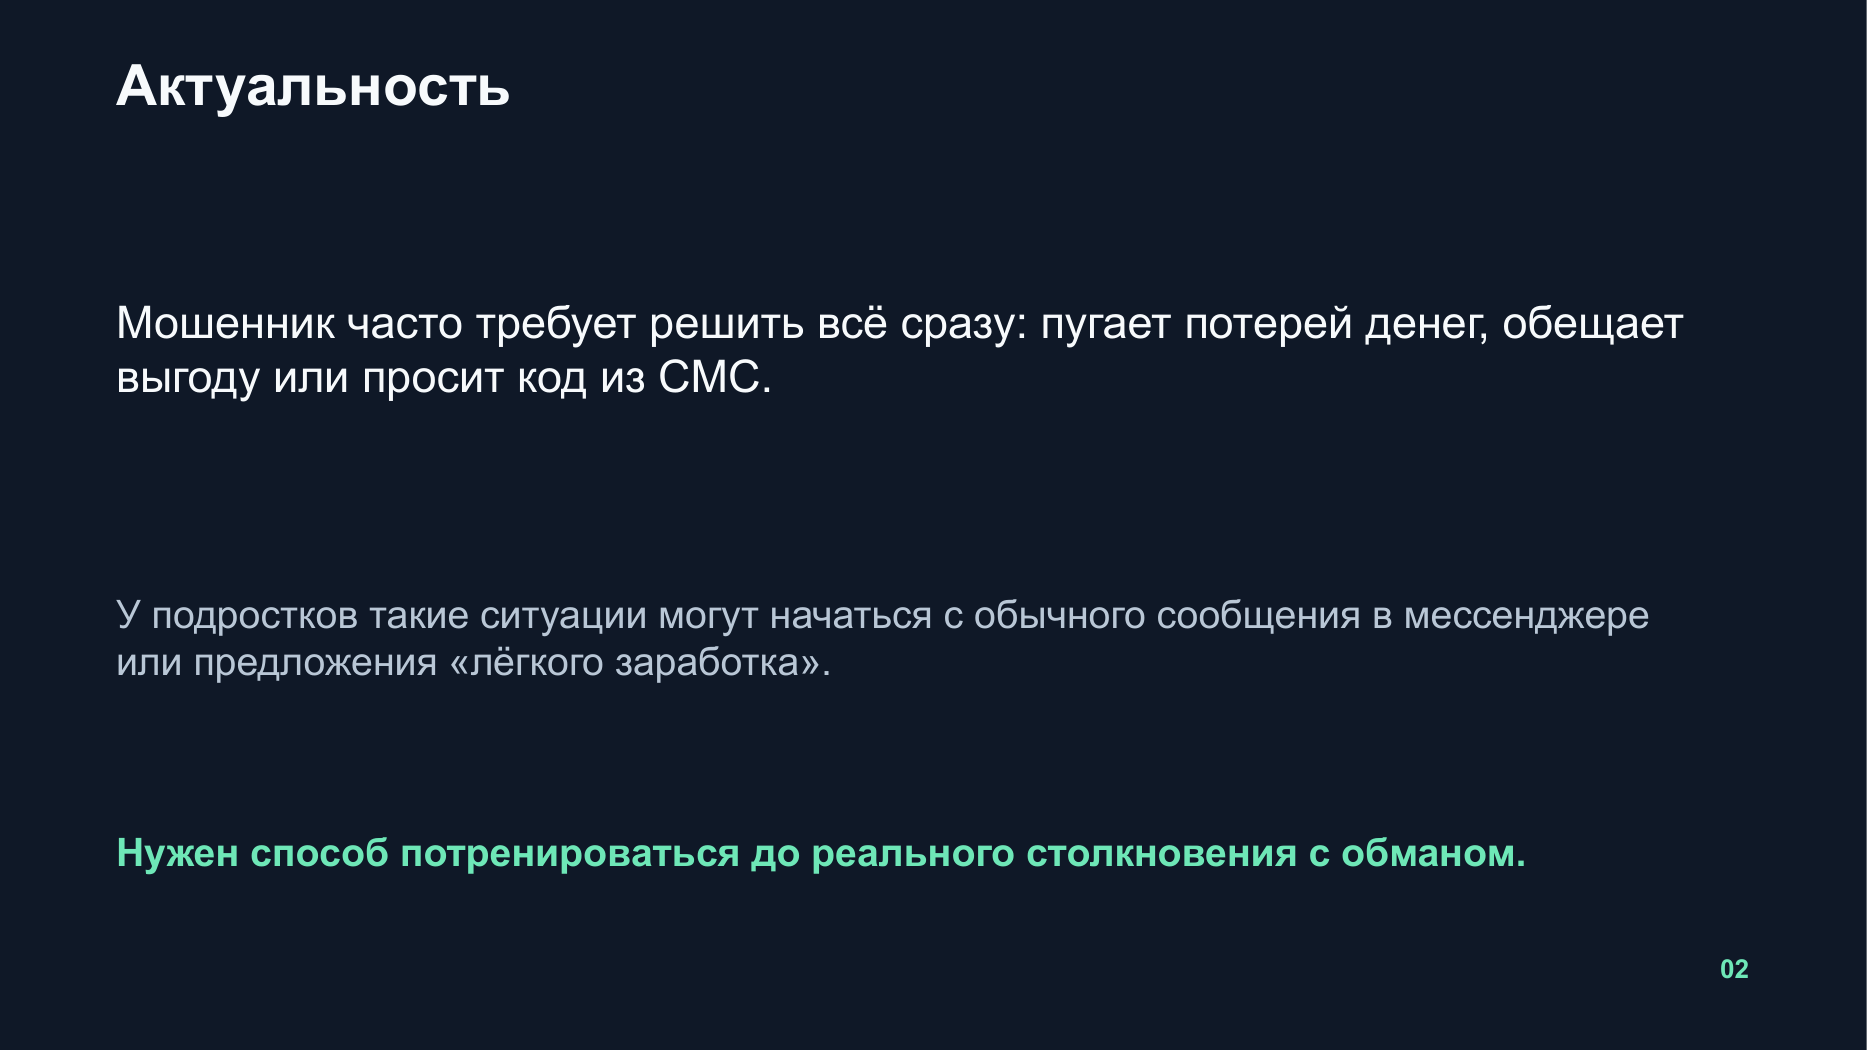 Актуальность
Мошенник часто требует решить всё сразу: пугает потерей денег, обещает
выгоду или просит код из СМС.
У подростков такие ситуации могут начаться с обычного сообщения в мессенджере
или предложения «лёгкого заработка».
Нужен способ потренироваться до реального столкновения с обманом.
02